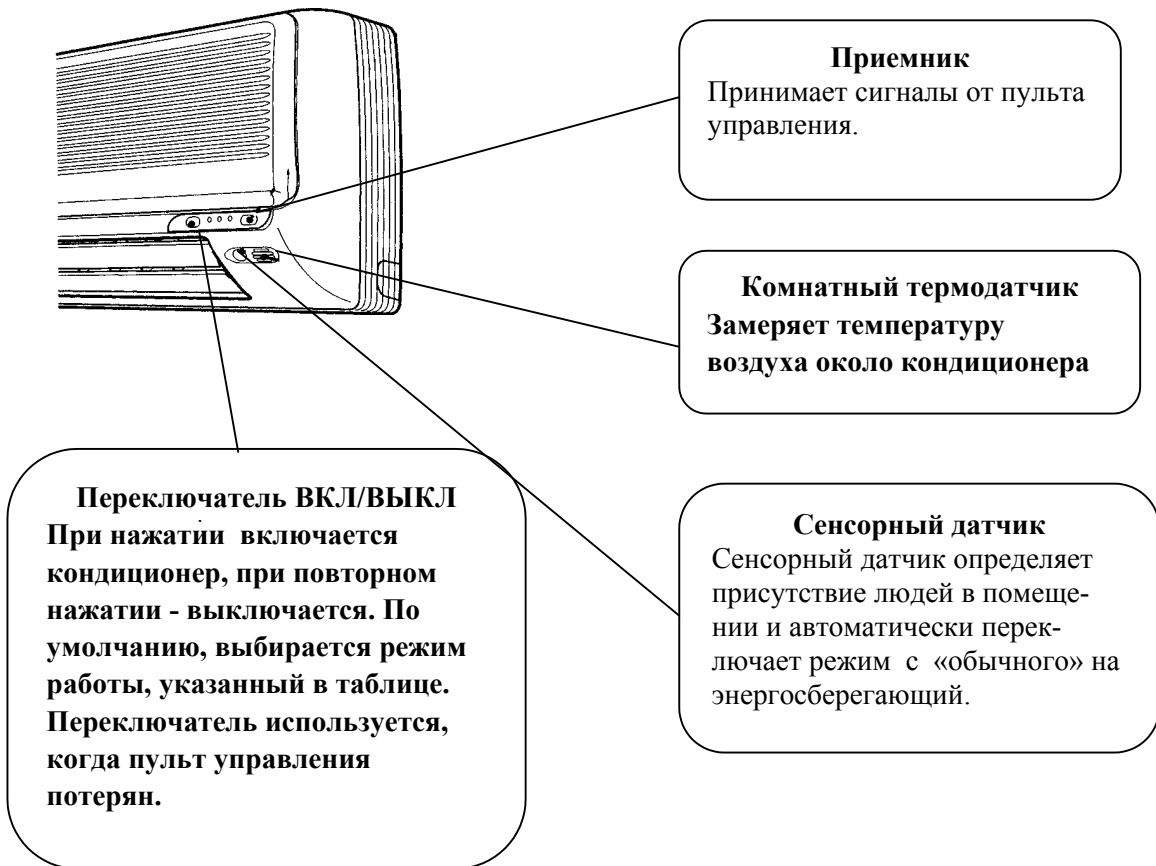 Приемник
Принимает сигналы от пульта
управления.
Комнатный термодатчик
Замеряет температуру
воздуха около кондиционера
Переключатель ВКЛ/ВЫКЛ
При нажатии включается
кондиционер, при повторном
нажатии - выключается. По
умолчанию, выбирается режим
работы, указанный в таблице.
Переключатель используется,
когда пульт управления
потерян.
Сенсорный датчик
Сенсорный датчик определяет
присутствие людей в помеще-
нии и автоматически перек-
лючает режим с «обычного» на
энергосберегающий.